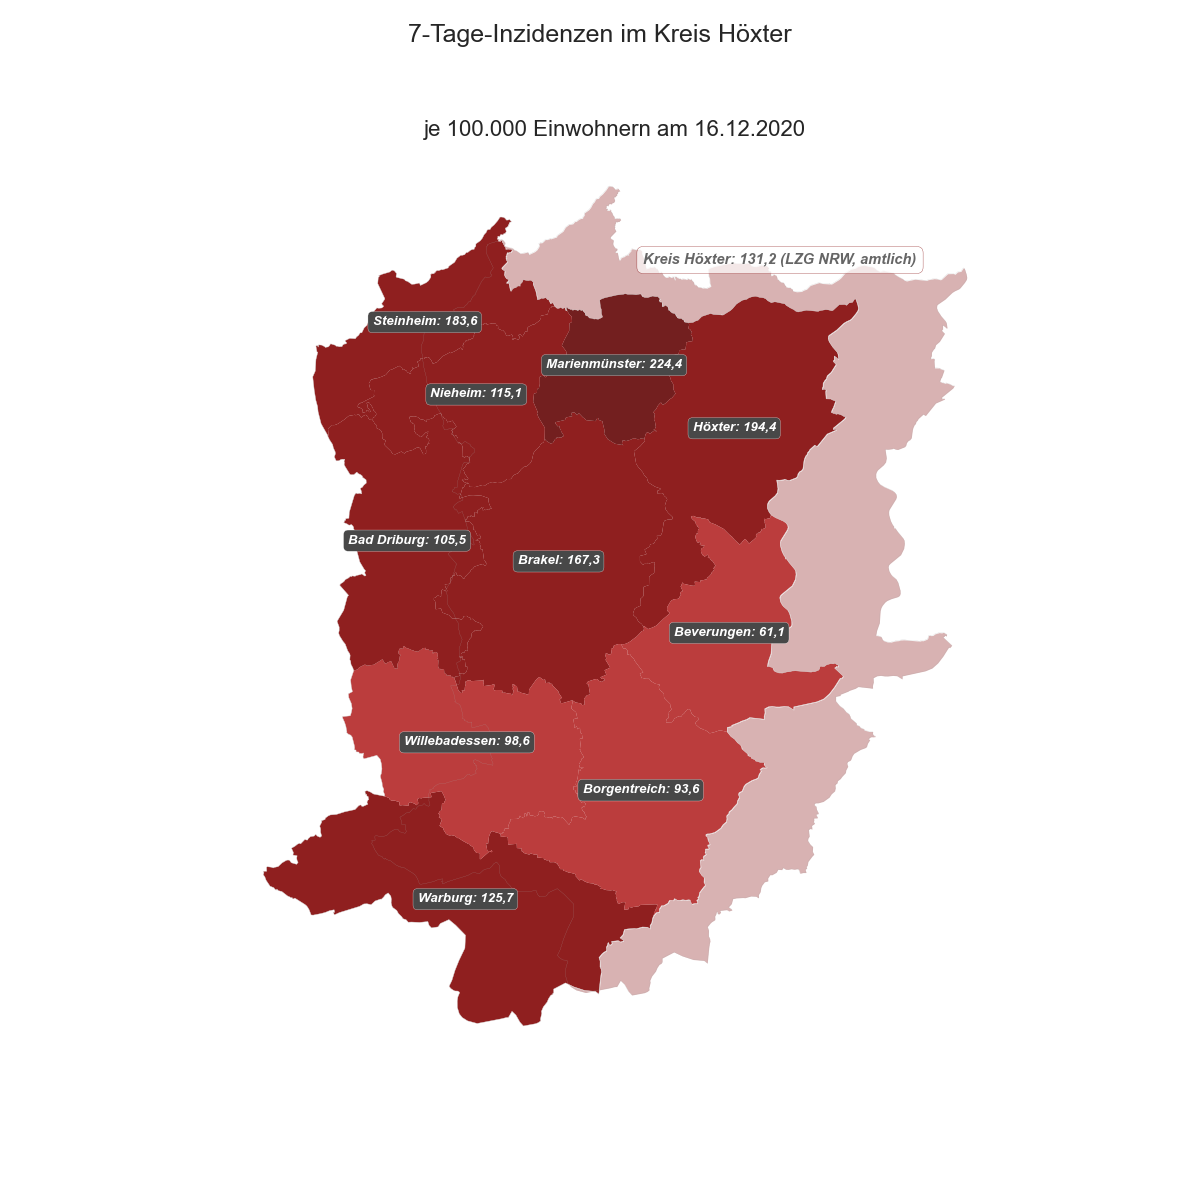 7-Tage-Inzidenzen im Kreis Höxter
je 100.000 Einwohnern am 16.12.2020
Kreis Höxter: 131,2 (LZG NRW, amtlich)
Steinheim: 183,6
Marienmünster: 224,4
Nieheim: 115,1
Höxter: 194,4
Bad Driburg: 105,5
Brakel: 167,3
Beverungen: 61,1
Willebadessen: 98,6
Borgentreich: 93,6
Warburg: 125,7